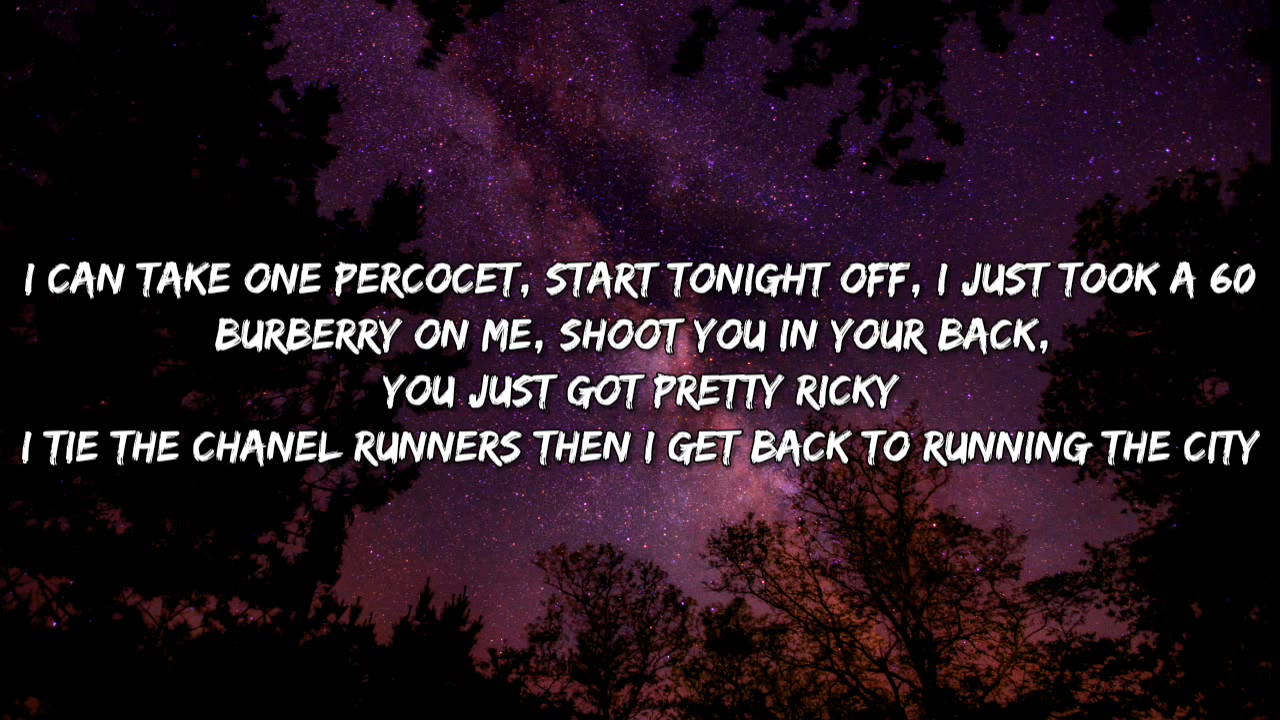 I CAN TAKE ONE PERCOCET, START TONIGHT OFF, I JUST TOOK A 60
BURBERRY ON ME, SHOOT YOU IN YOUR BACK,
YOU JUST GOT PRETTY RICKY
I TIE THE CHANEL RUNNERS THEN I GET BACK TO RUNNING THE CITY